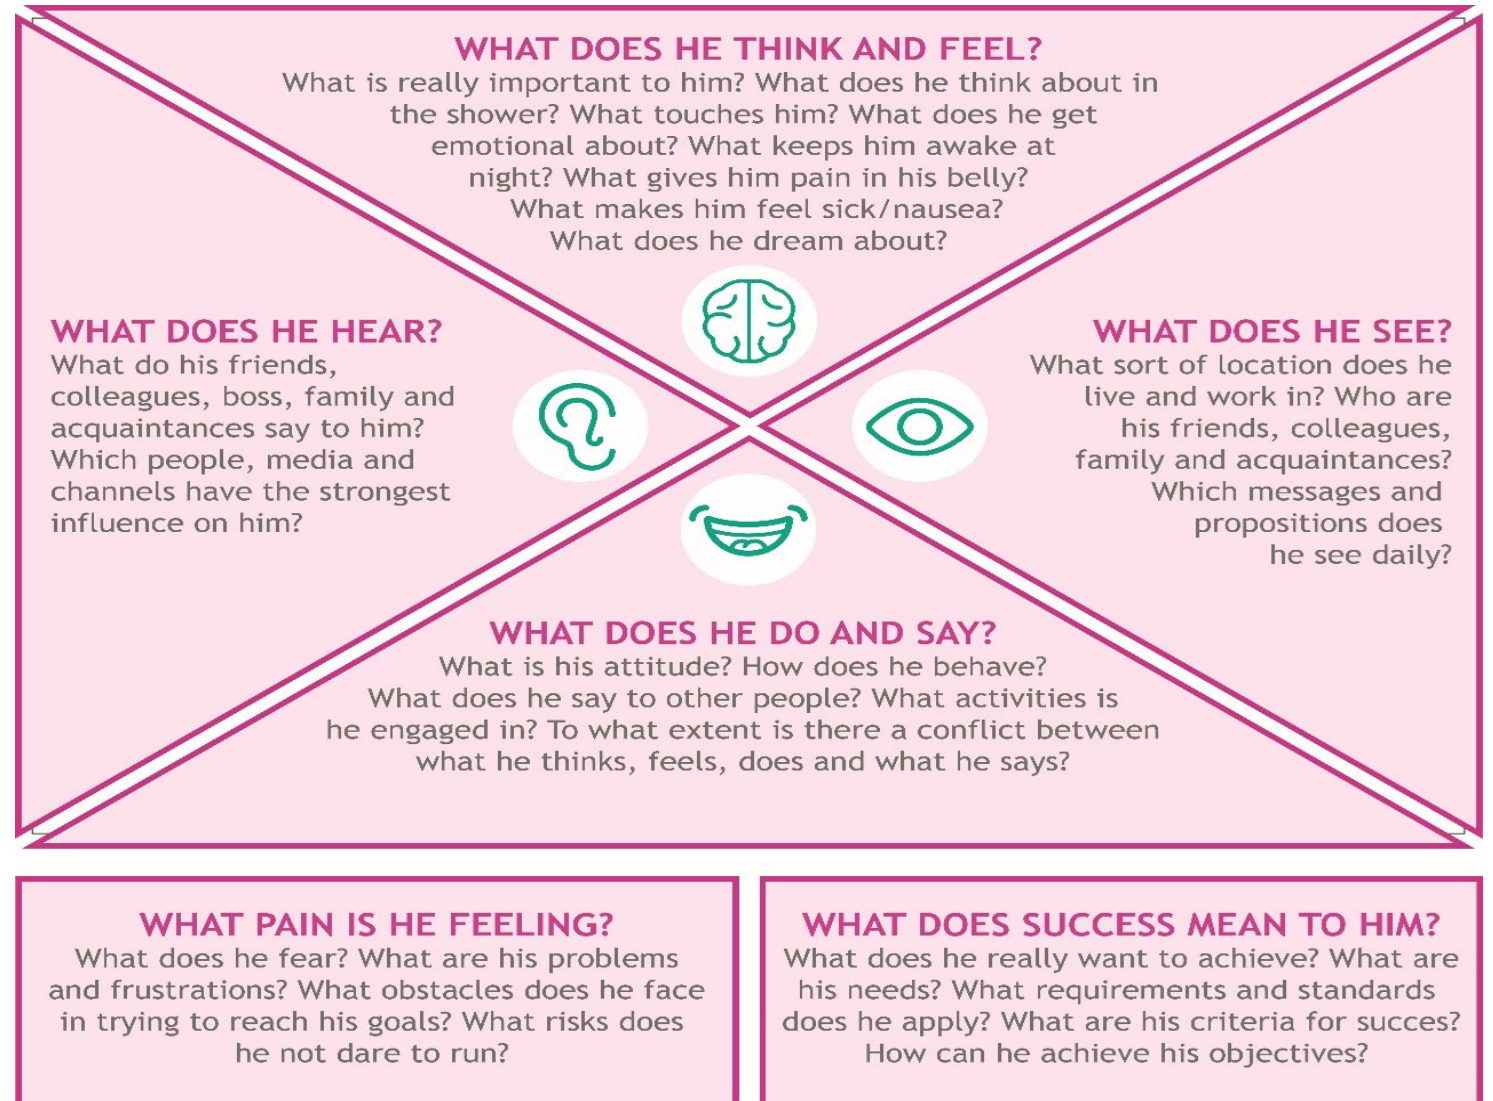 WHAT DOES HE THINK AND FEEL?
What is really important to him? What does he think about in
the shower? What touches him? What does he get
emotional about? What keeps him awake at
night? What gives him pain in his belly?
What makes him feel sick/nausea?
What does he dream about?
WHAT DOES HE HEAR?
What do his friends,
colleagues, boss, family and
acquaintances say to him?
Which people, media and
channels have the strongest
influence on him?
WHAT DOES HE SEE?
What sort of location does he
live and work in? Who are
his friends, colleagues,
family and acquaintances?
Which messages and
propositions does
he see daily?
WHAT DOES HE DO AND SAY?
What is his attitude? How does he behave?
What does he say to other people? What activities is
he engaged in? To what extent is there a conflict between
what he thinks, feels, does and what he says?
WHAT PAIN IS HE FEELING?
What does he fear? What are his problems
and frustrations? What obstacles does he face
in trying to reach his goals? What risks does
he not dare to run?
WHAT DOES SUCCESS MEAN TO HIM?
What does he really want to achieve? What are
his needs? What requirements and standards
does he apply? What are his criteria for succes?
How can he achieve his objectives?